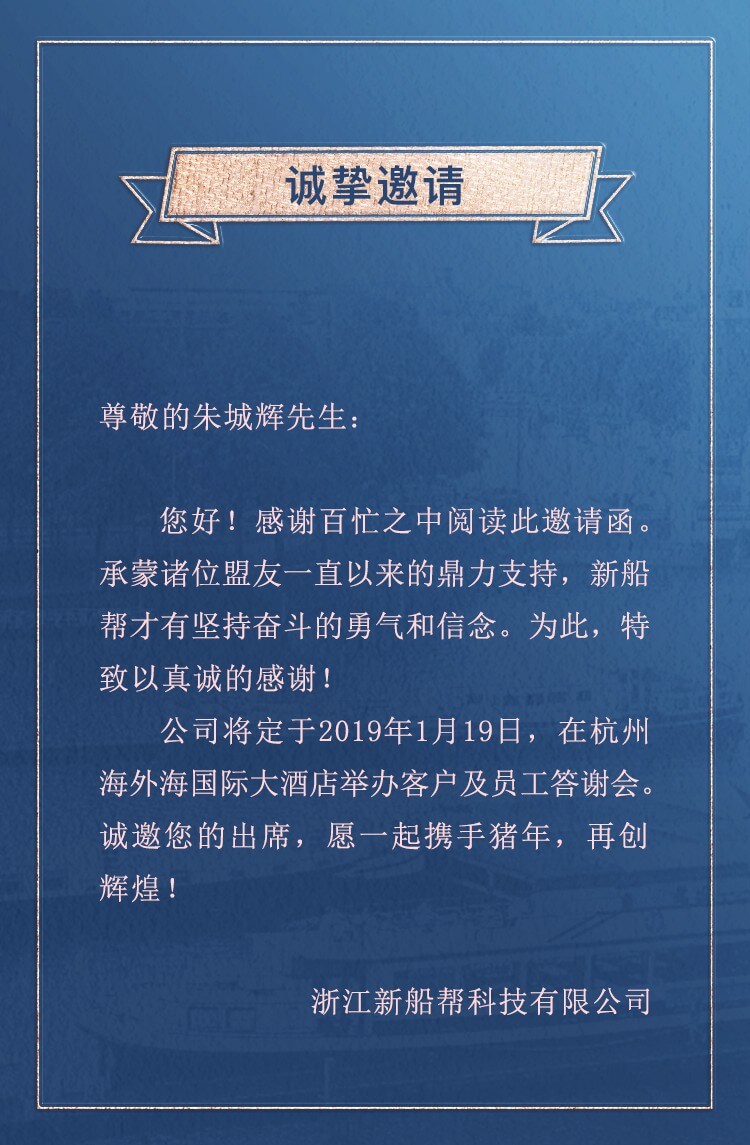 诚挚邀请
尊敬的朱城辉先生：
您好！感谢百忙之中阅读此邀请函。
承蒙诸位盟友一直以来的鼎力支持，新船
帮才有坚持奋斗的勇气和信念。为此，特
致以真诚的感谢！
公司将定于2019年1月19日，在杭州
海外海国际大酒店举办客户及员工答谢会。
诚邀您的出席，愿一起携手猪年，再创
辉煌！
浙江新船帮科技有限公司